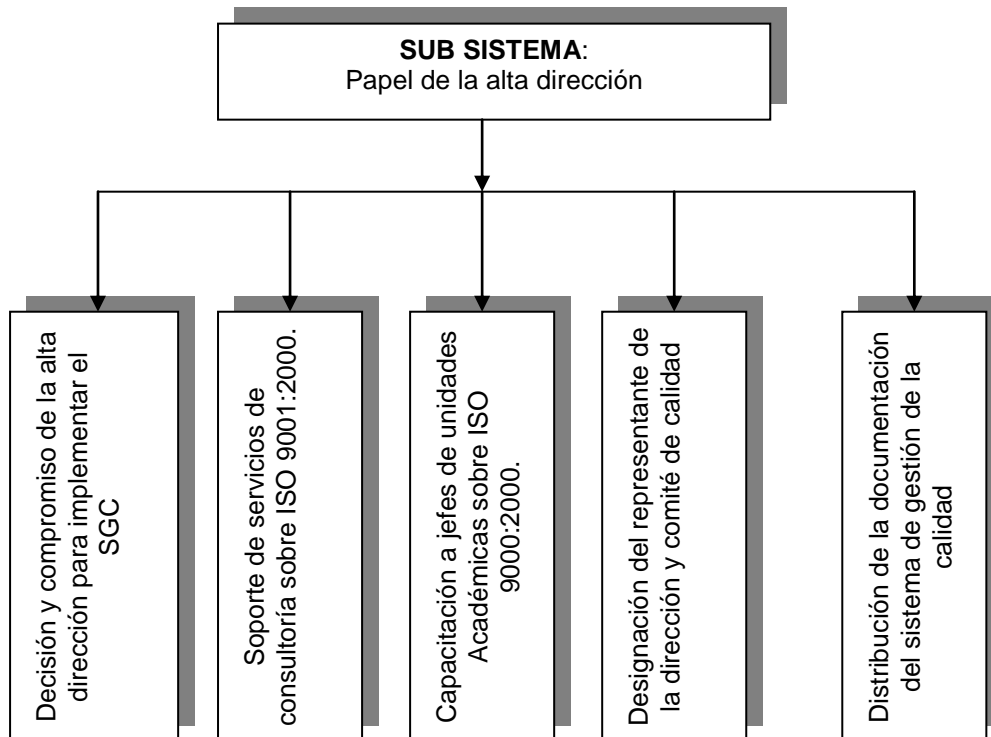 SUB SISTEMA:
Papel de la alta dirección
Decisión y compromiso de la alta
dirección para implementar el
SGC
Soporte de servicios de
consultoría sobre ISO 9001:2000.
Capacitación a jefes de unidades
Académicas sobre ISO
9000:2000.
Designación del representante de
la dirección y comité de calidad
Distribución de la documentación
del sistema de gestión de la
calidad